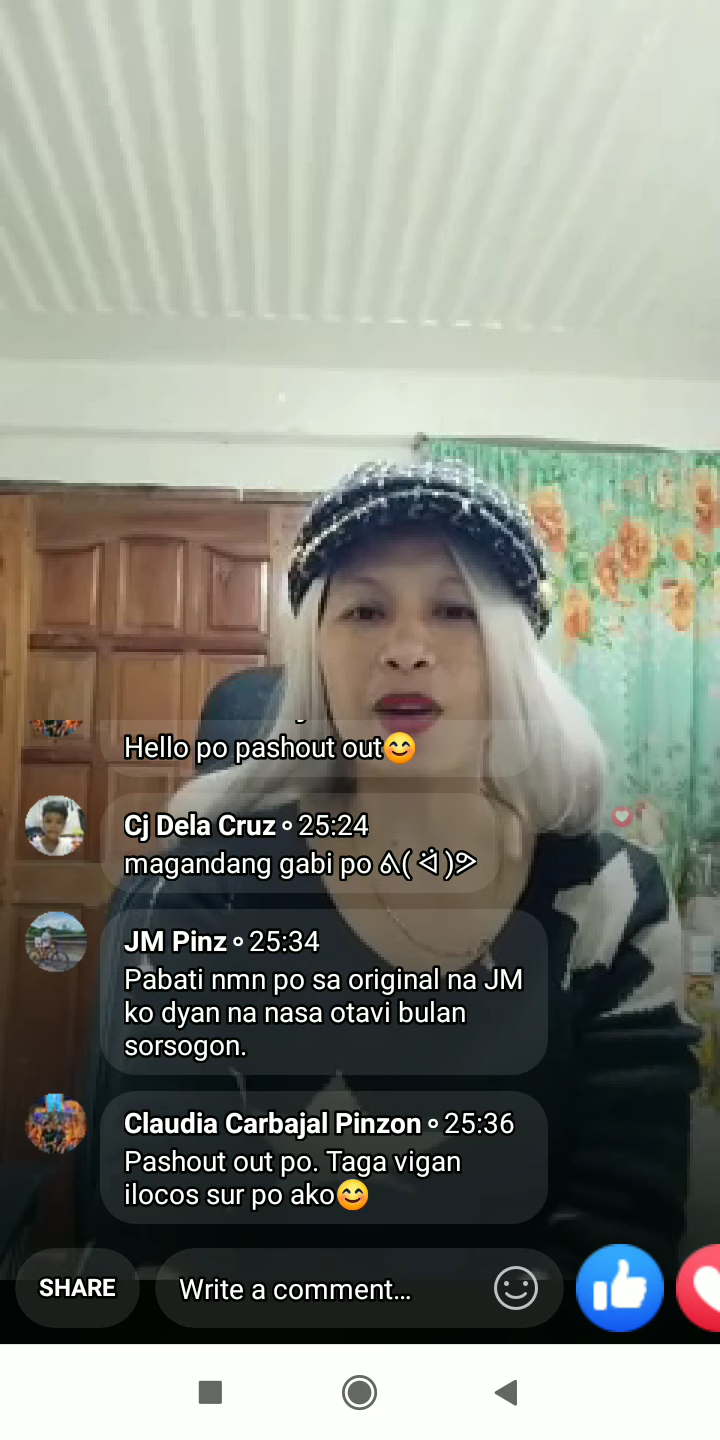 Hello po pashout out😊
Cj Dela Cruz ∘ 25:24
magandang gabi po ᕕ( ᐛ )ᕗ
JM Pinz ∘ 25:34
Pabati nmn po sa original na JM
ko dyan na nasa otavi bulan
sorsogon.
Claudia Carbajal Pinzon ∘ 25:36
Pashout out po. Taga vigan
ilocos sur po ako😊
SHARE
Write a comment...